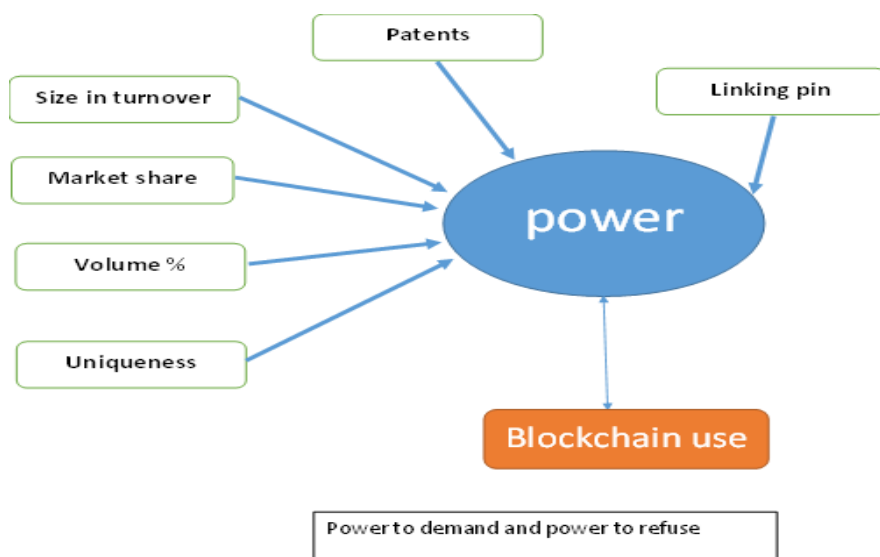 Patents
Linking pin
Size in turnover
Market share
Volume %
Uniqueness
power
Blockchain use
Power to demand and power to refuse